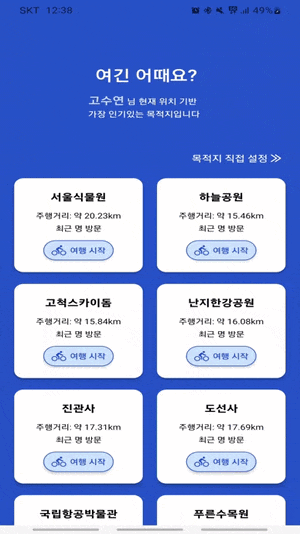 SKT 12:38
49%
여긴 어때요?
고수연 님 현재 위치 기반
가장 인기있는 목적지입니다
목적지 직접 설정 ≫
서울식물원
주행거리: 약 20.23km
최근 명 방문
여행 시작
하늘공원
주행거리: 약 15.46km
최근 명 방문
여행 시작
고척스카이돔
주행거리: 약 15.84km
최근 명 방문
여행 시작
난지한강공원
주행거리: 약 16.08km
최근 명 방문
여행 시작
진관사
주행거리: 약 17.31km
최근 명 방문
여행 시작
도선사
주행거리: 약 17.69km
최근 명 방문
여행 시작
국립항공박물관
푸른수목원